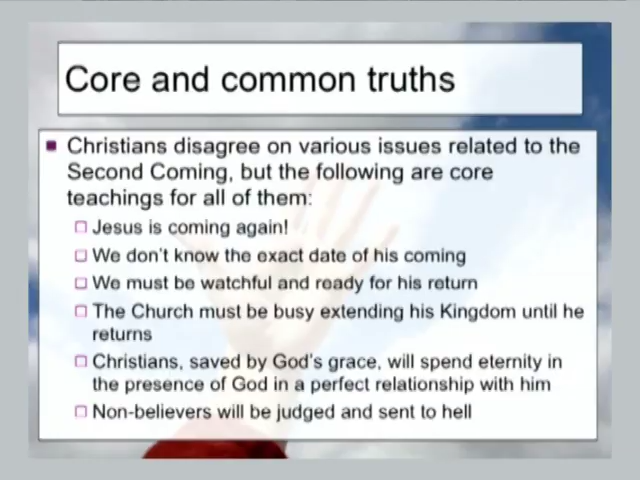 Core and common truths
Christians disagree on various issues related to the
Second Coming, but the following are core
teachings for all of them:
Jesus is coming again!
We don't know the exact date of his coming
We must be watchful and ready for his return
The Church must be busy extending his Kingdom until he
returns
Christians, saved by God's grace, will spend eternity in
the presence of God in a perfect relationship with him
Non-believers will be judged and sent to hell